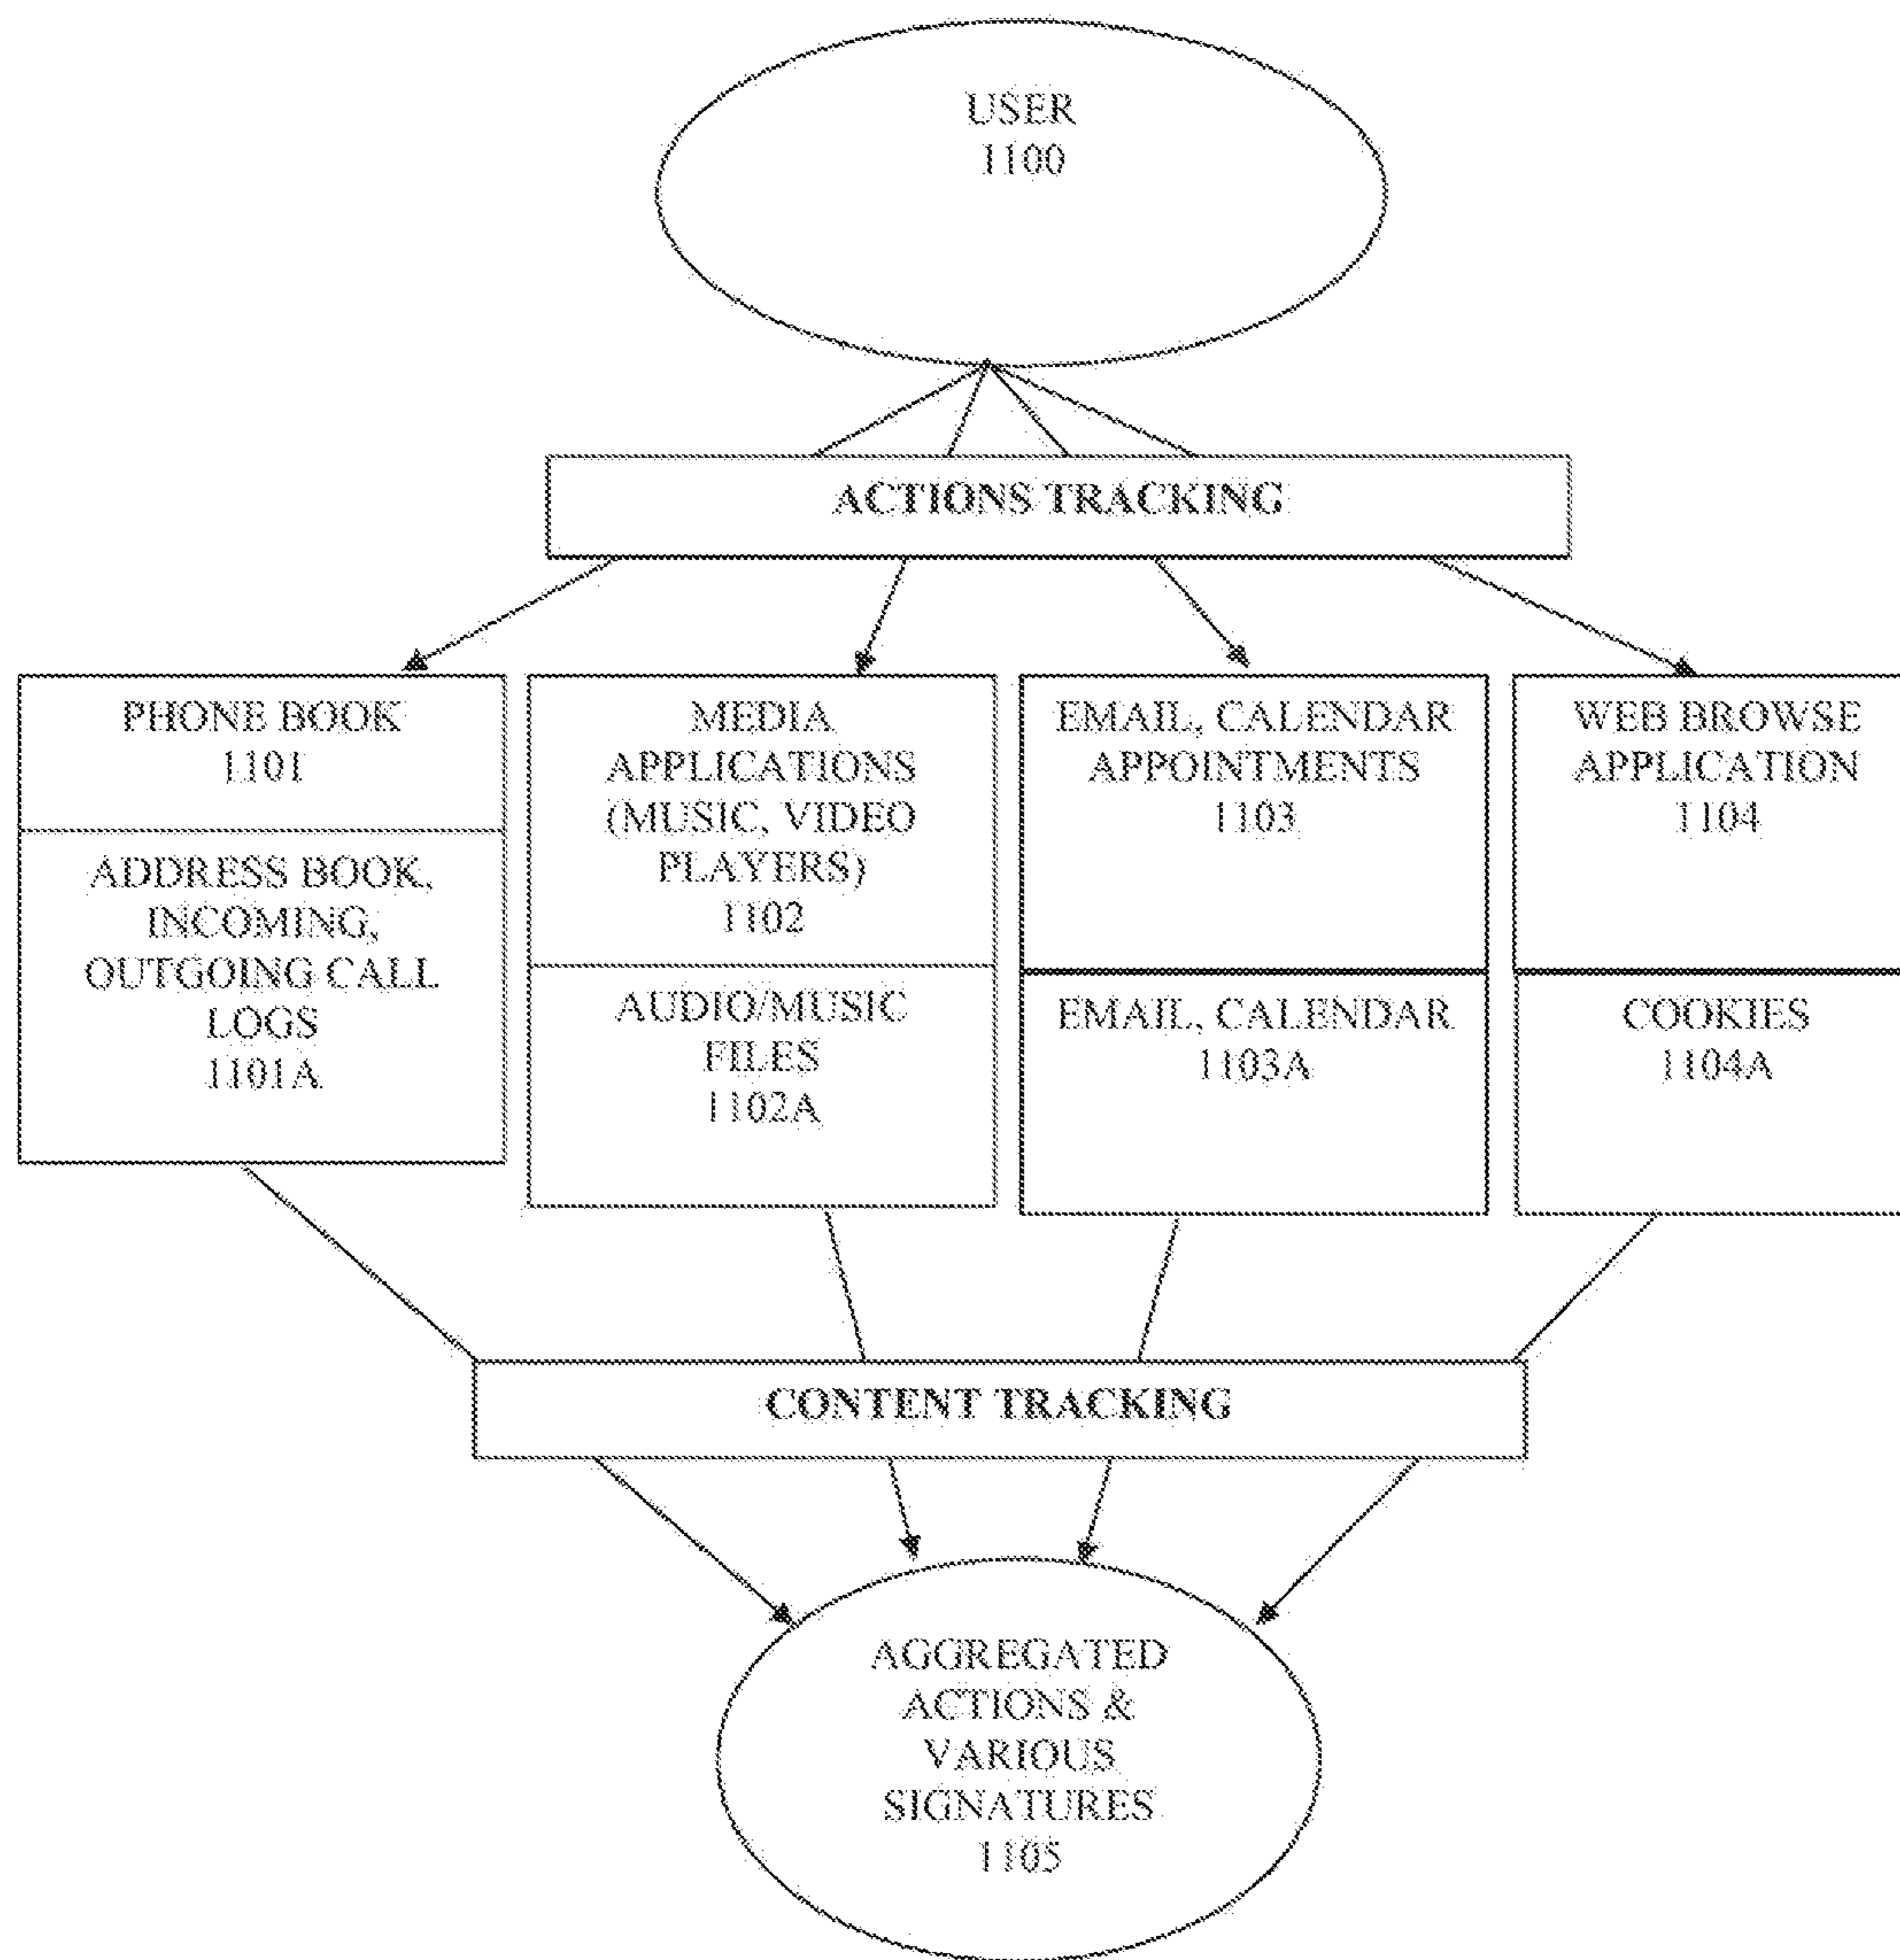 USER
1100
ACTIONS TRACKING
PHONE BOOK
1101
ADDRESS BOOK,
INCOMING,
OUTGOING CALL
LOGS
1101A
MEDIA
APPLICATIONS
(MUSIC, VIDEO
PLAYERS)
1102
AUDIO/MUSIC
FILES
1102A
EMAIL, CALENDAR
APPOINTMENTS
1103
EMAIL, CALENDAR
1103A
WEB BROWSE
APPLICATION
1104
COOKIES
1104A
CONTENT TRACKING
AGGREGATED
ACTIONS &
VARIOUS
SIGNATURES
1105